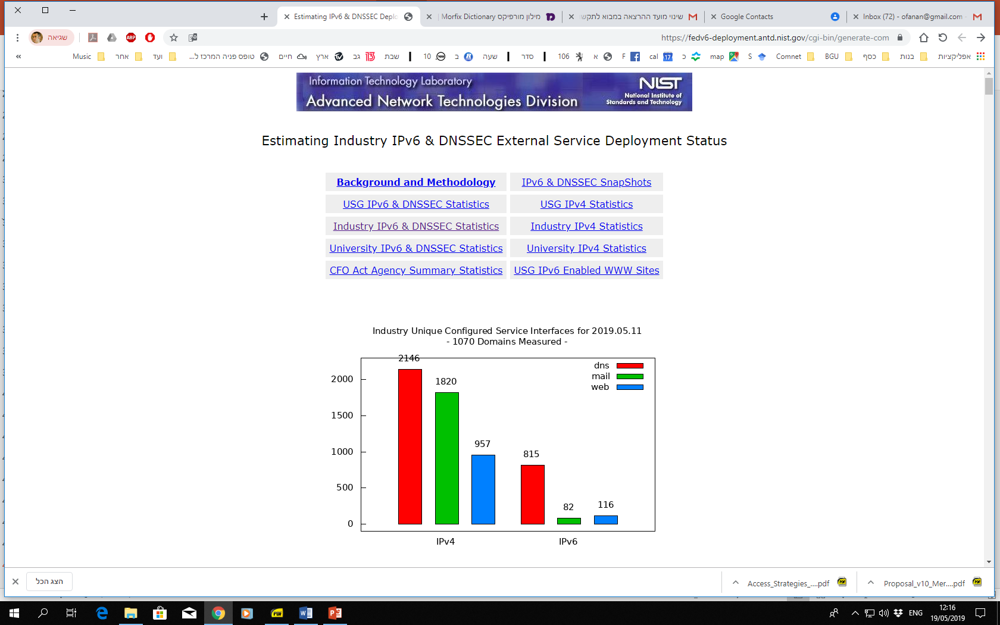 Estimating IPv6 & DNSSEC Deplo
מילון מורפיקס Morfix Dictionary |
שינוי מועד ההרצאה במבוא לתקש
Google Contacts
Inbox (72) - ofanan@gmail.com
שגיאה
ABP
https://fedv6-deployment.antd.nist.gov/cgi-bin/generate-com
אפליקציות
בנות
כסף
BGU
Comnet
S
map
כ
17
cal
F
א
106
סדר
שעה
ב
10
שבת
13
גב
ארץ
חיים
טופס פניה המרכז ל...
ועד
אחר
Music
«
Information Technology Laboratory
Advanced Network Technologies Division
NIST
National Institute of
Standards and Technology
Estimating Industry IPv6 & DNSSEC External Service Deployment Status
Background and Methodology IPv6 & DNSSEC SnapShots
USG IPv6 & DNSSEC Statistics USG IPv4 Statistics
Industry IPv6 & DNSSEC Statistics Industry IPv4 Statistics
University IPv6 & DNSSEC Statistics University IPv4 Statistics
CFO Act Agency Summary Statistics USG IPv6 Enabled WWW Sites
Industry Unique Configured Service Interfaces for 2019.05.11
- 1070 Domains Measured -
dns
mail
web
2000
1500
1000
500
0
2146
1820
957
815
82
116
IPv4
IPv6
הצג הכל
Access_Strategies_....pdf
Proposal_v10_Mer....pdf
ENG
12:16
19/05/2019